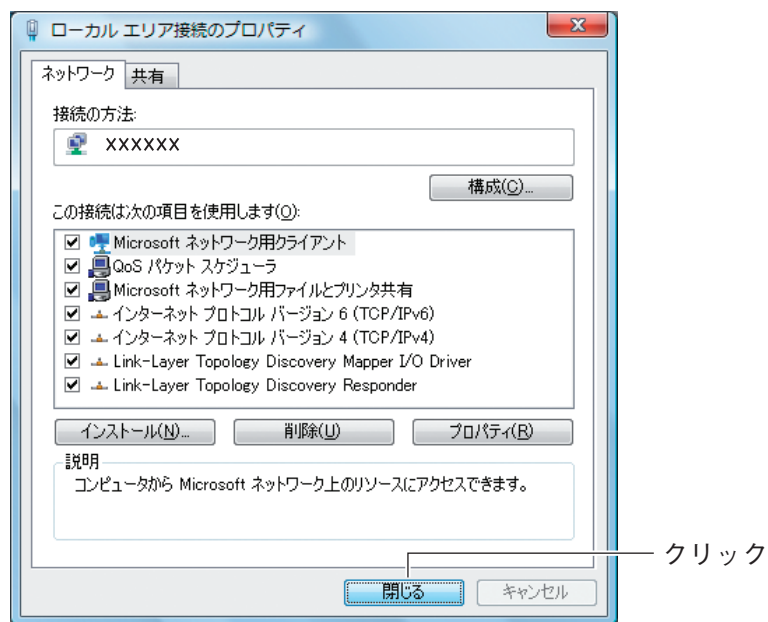 ローカル エリア接続のプロパティ
ネットワーク 共有
接続の方法:
XXXXXX
構成(C)...
この接続は次の項目を使用します(O):
Microsoft ネットワーク用クライアント
QoS パケット スケジューラ
Microsoft ネットワーク用ファイルとプリンタ共有
インターネット プロトコル バージョン 6 (TCP/IPv6)
インターネット プロトコル バージョン 4 (TCP/IPv4)
Link-Layer Topology Discovery Mapper I/O Driver
Link-Layer Topology Discovery Responder
インストール(N)... 削除(U) プロパティ(R)
説明
コンピュータから Microsoft ネットワーク上のリソースにアクセスできます。
クリック
閉じる キャンセル